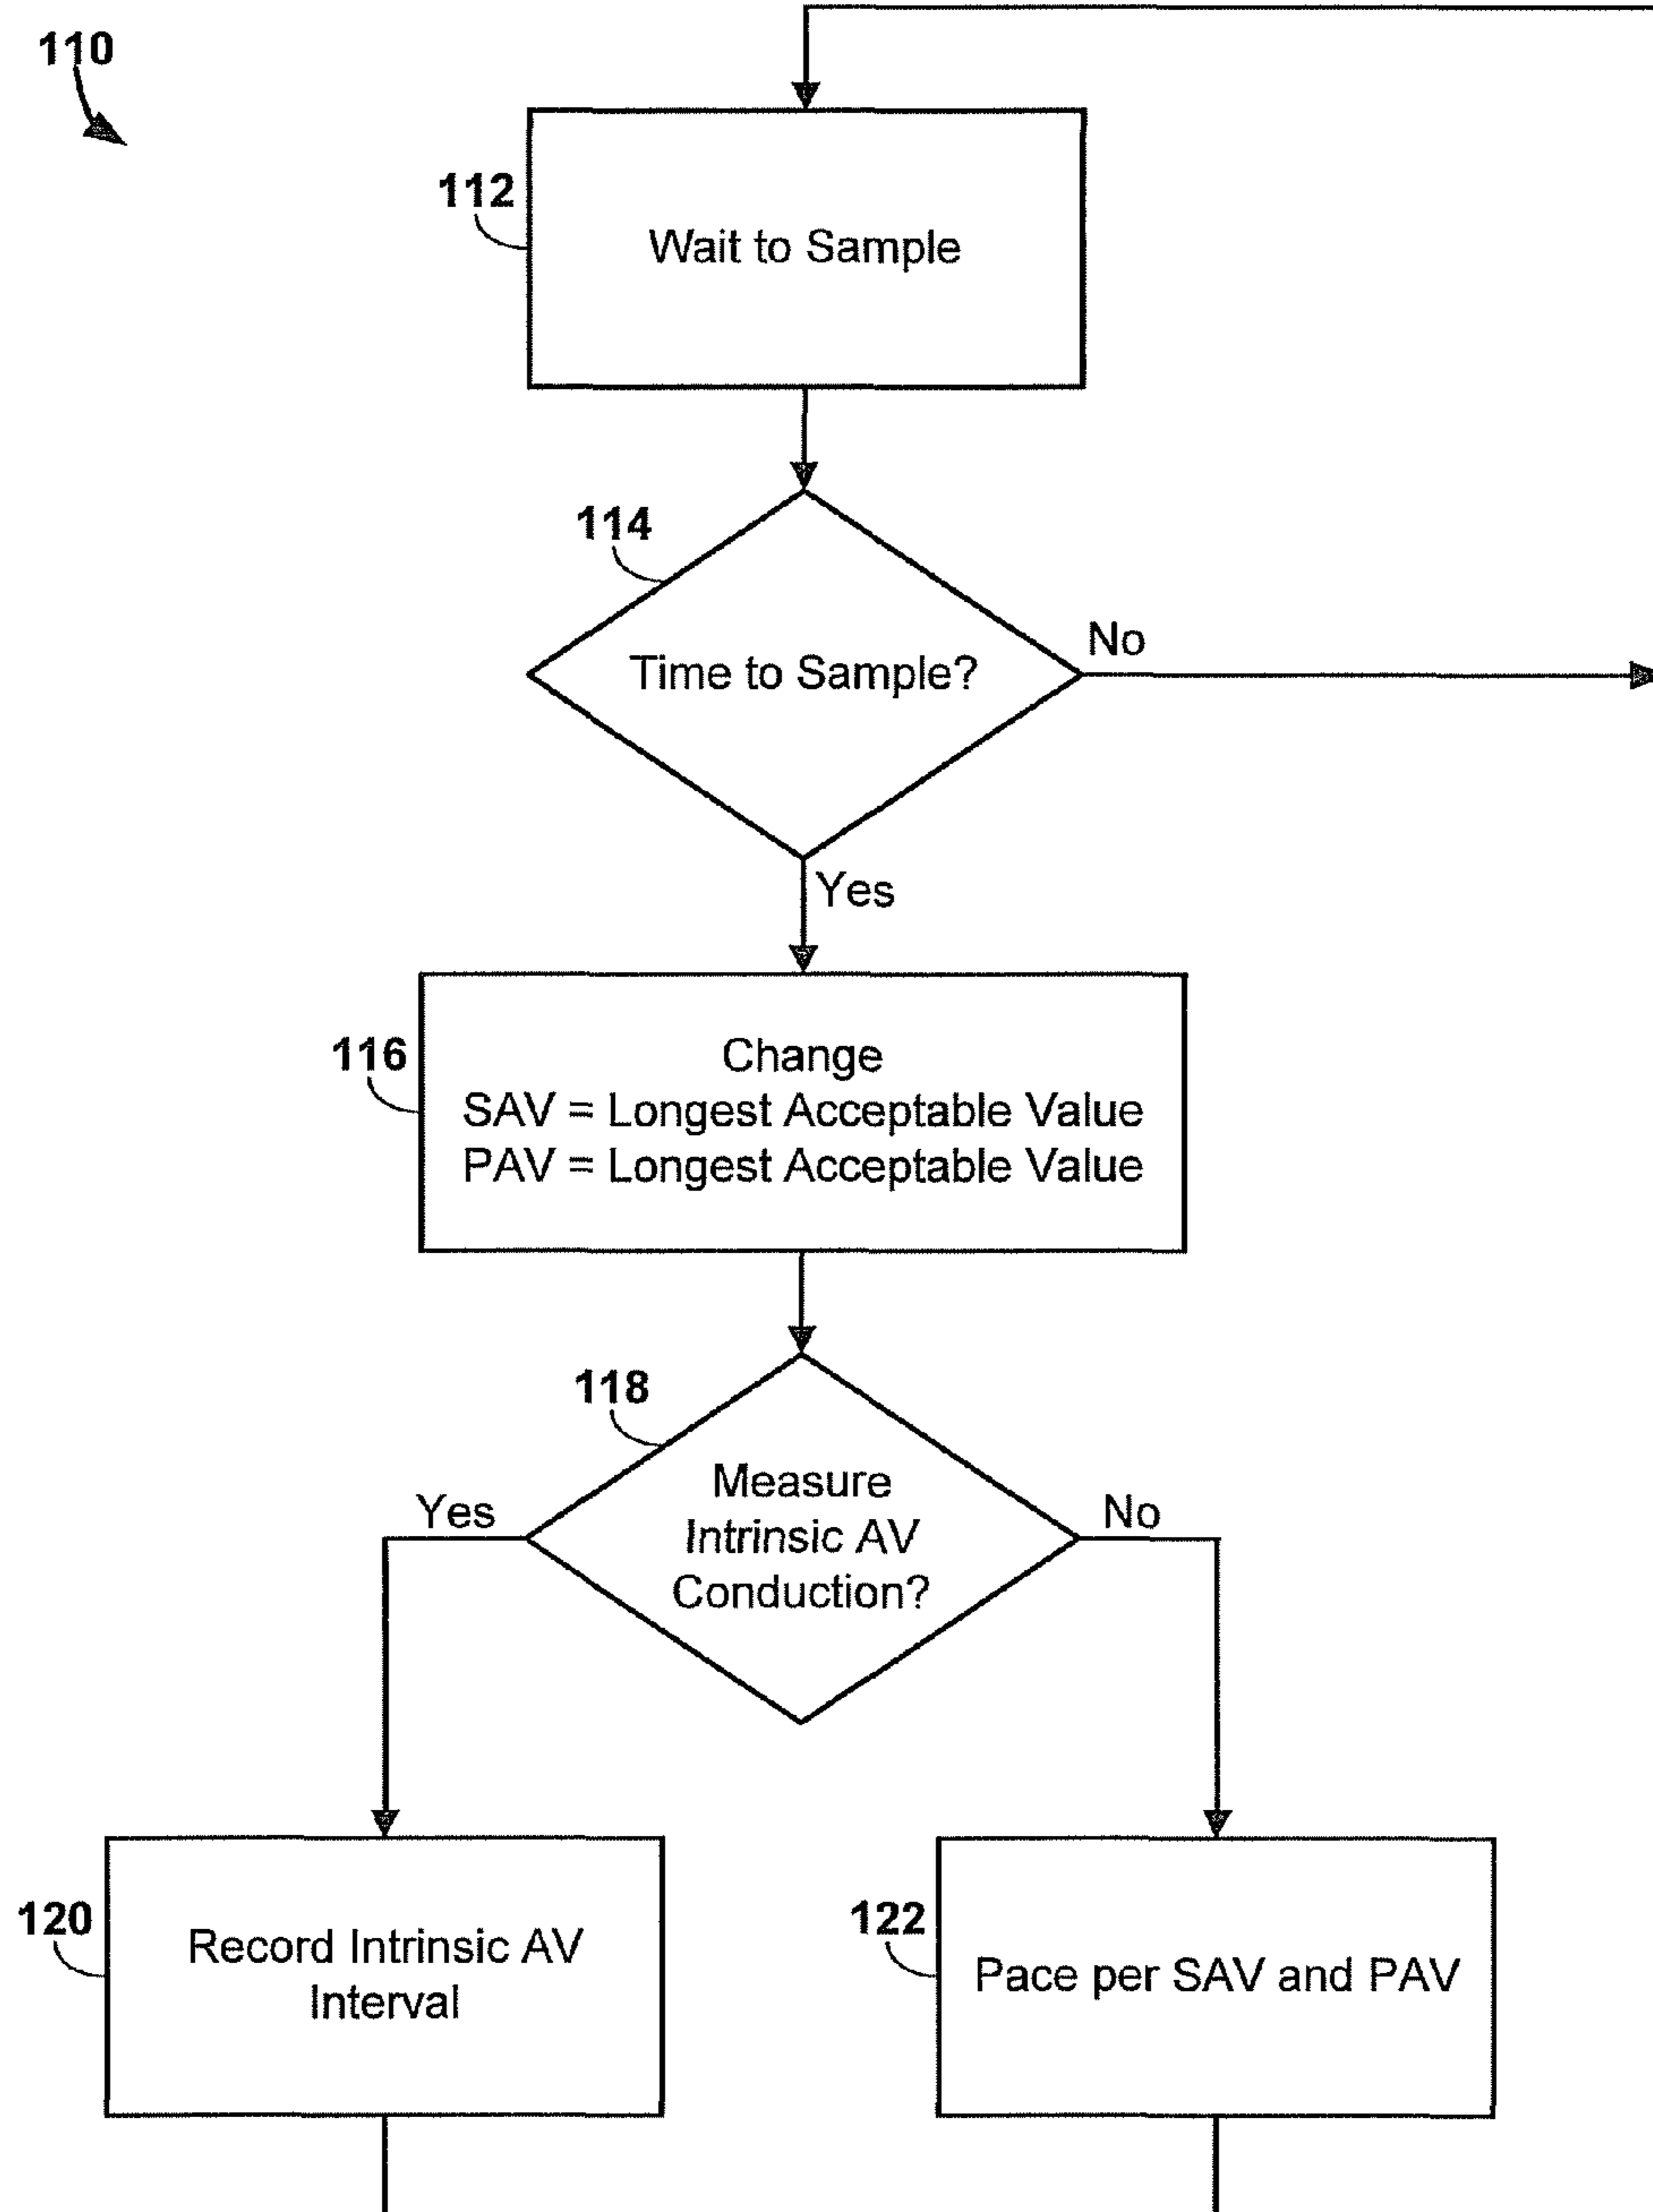 110
112
Wait to Sample
114
Time to Sample?
No
Yes
116
Change
SAV = Longest Acceptable Value
PAV = Longest Acceptable Value
118
Measure
Intrinsic AV
Conduction?
Yes
No
120
Record Intrinsic AV
Interval
122
Pace per SAV and PAV